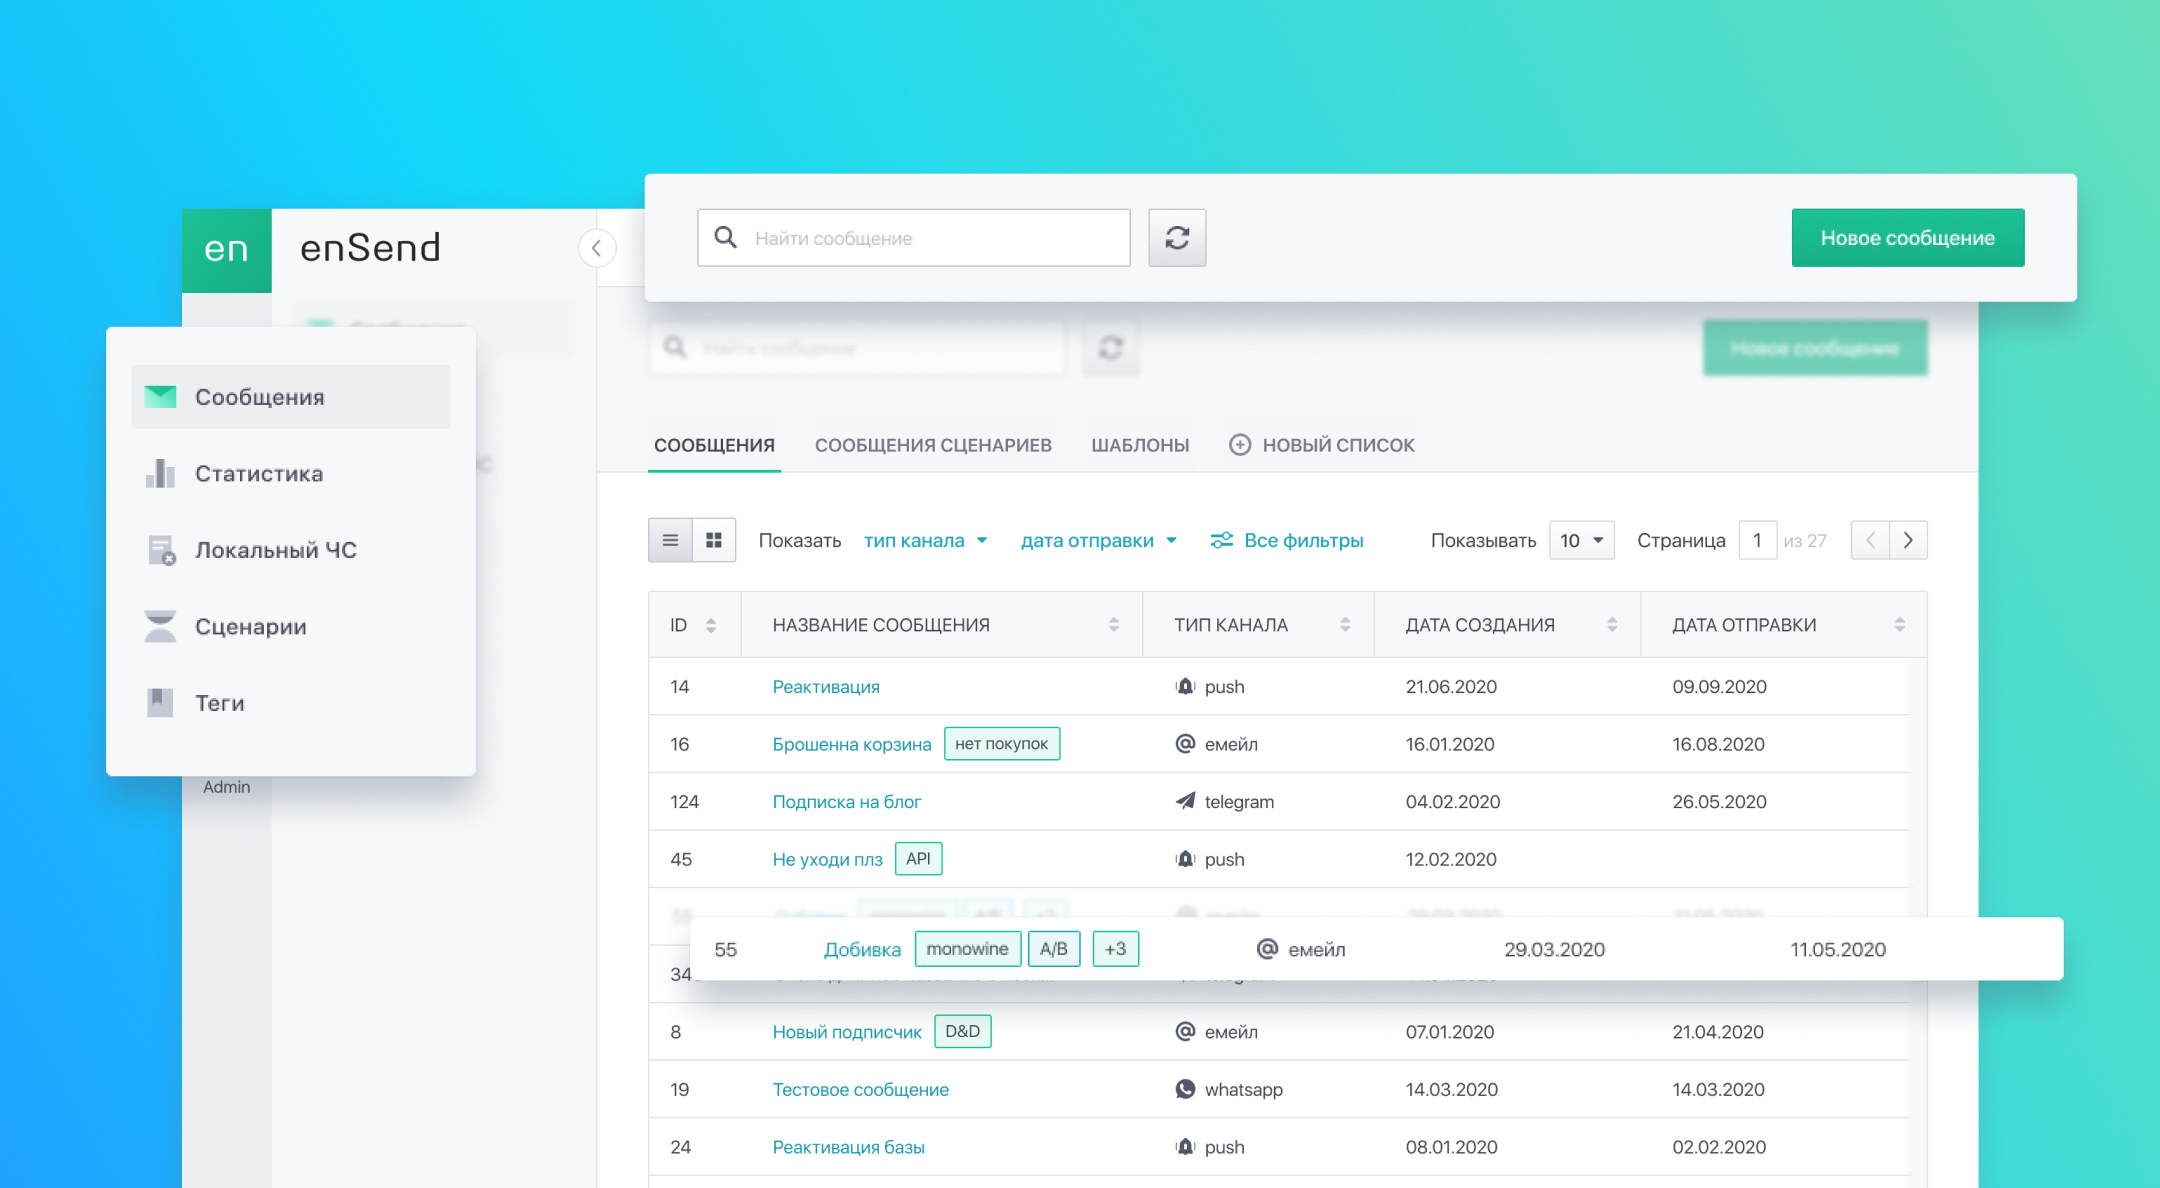 en enSend
Найти сообщение Новое сообщение
Сообщения
Статистика
Локальный ЧС
Сценарии
Теги
Admin
Найти сообщение Новое сообщение
СООБЩЕНИЯ СООБЩЕНИЯ СЦЕНАРИЕВ ШАБЛОНЫ НОВЫЙ СПИСОК
Показать тип канала дата отправки Все фильтры Показывать 10 Страница 1 из 27
ID НАЗВАНИЕ СООБЩЕНИЯ ТИП КАНАЛА ДАТА СОЗДАНИЯ ДАТА ОТПРАВКИ
14 Реактивация push 21.06.2020 09.09.2020
16 Брошенна корзина нет покупок емейл 16.01.2020 16.08.2020
124 Подписка на блог telegram 04.02.2020 26.05.2020
45 Не уходи плз API push 12.02.2020
55 Добивка monowine A/B +3 емейл 29.03.2020 11.05.2020
8 Новый подписчик D&D емейл 07.01.2020 21.04.2020
19 Тестовое сообщение whatsapp 14.03.2020 14.03.2020
24 Реактивация базы push 08.01.2020 02.02.2020